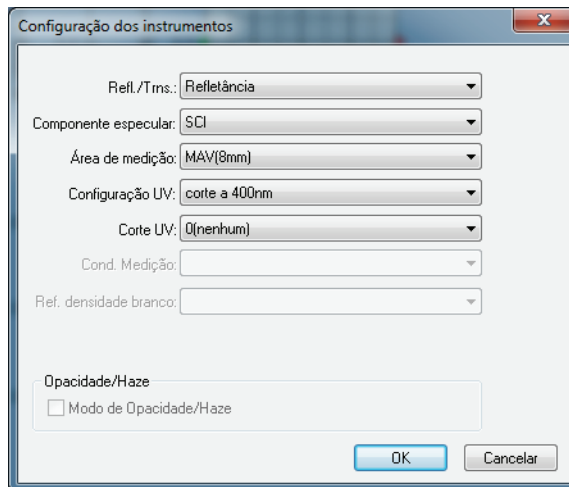 Configuração dos instrumentos
Refl./Trns.: Refletância
Componente especular: SCI
Área de medição: MAV(8mm)
Configuração UV: corte a 400nm
Corte UV: 0(nenhum)
Cond. Medição:
Ref. densidade branco:
Opacidade/Haze
Modo de Opacidade/Haze
OK Cancelar